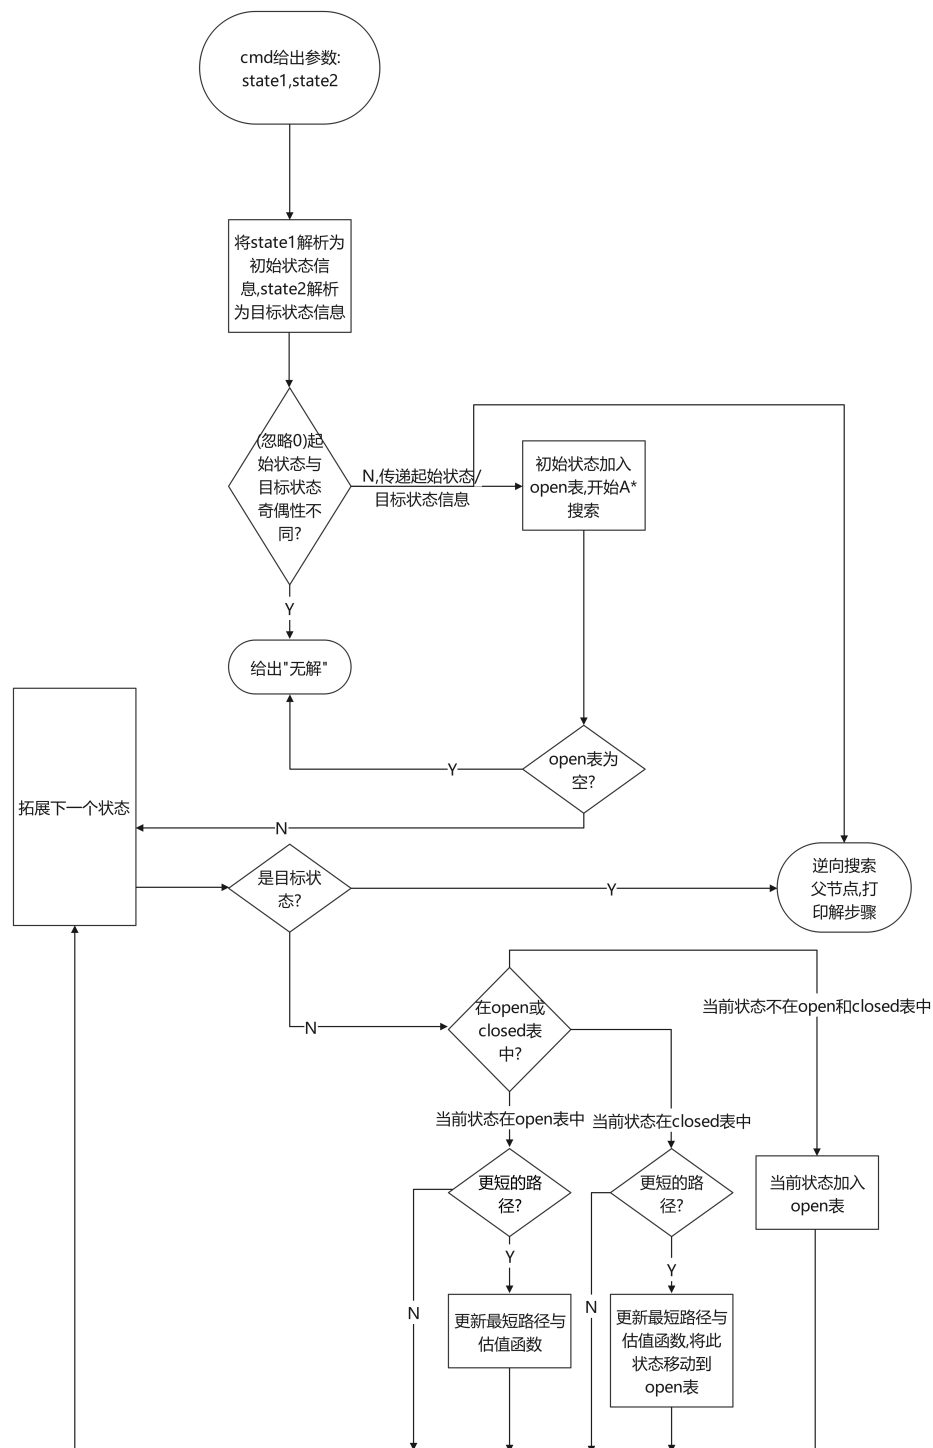 cmd给出参数:
state1,state2
将state1解析为
初始状态信
息,state2解析
为目标状态信息
(忽略0)起
始状态与
目标状态
奇偶性不
同?
N,传递起始状态/
目标状态信息
初始状态加入
open表,开始A*
搜索
Y
给出"无解"
open表为
空?
Y
拓展下一个状态
N
是目标状
态?
Y
逆向搜索
父节点,打
印解步骤
N
在open或
closed表
中?
当前状态不在open和closed表中
当前状态在open表中
当前状态在closed表中
更短的路
径?
更短的路
径?
当前状态加入
open表
Y
Y
N
N
更新最短路径与
估值函数
更新最短路径与
估值函数,将此
状态移动到
open表